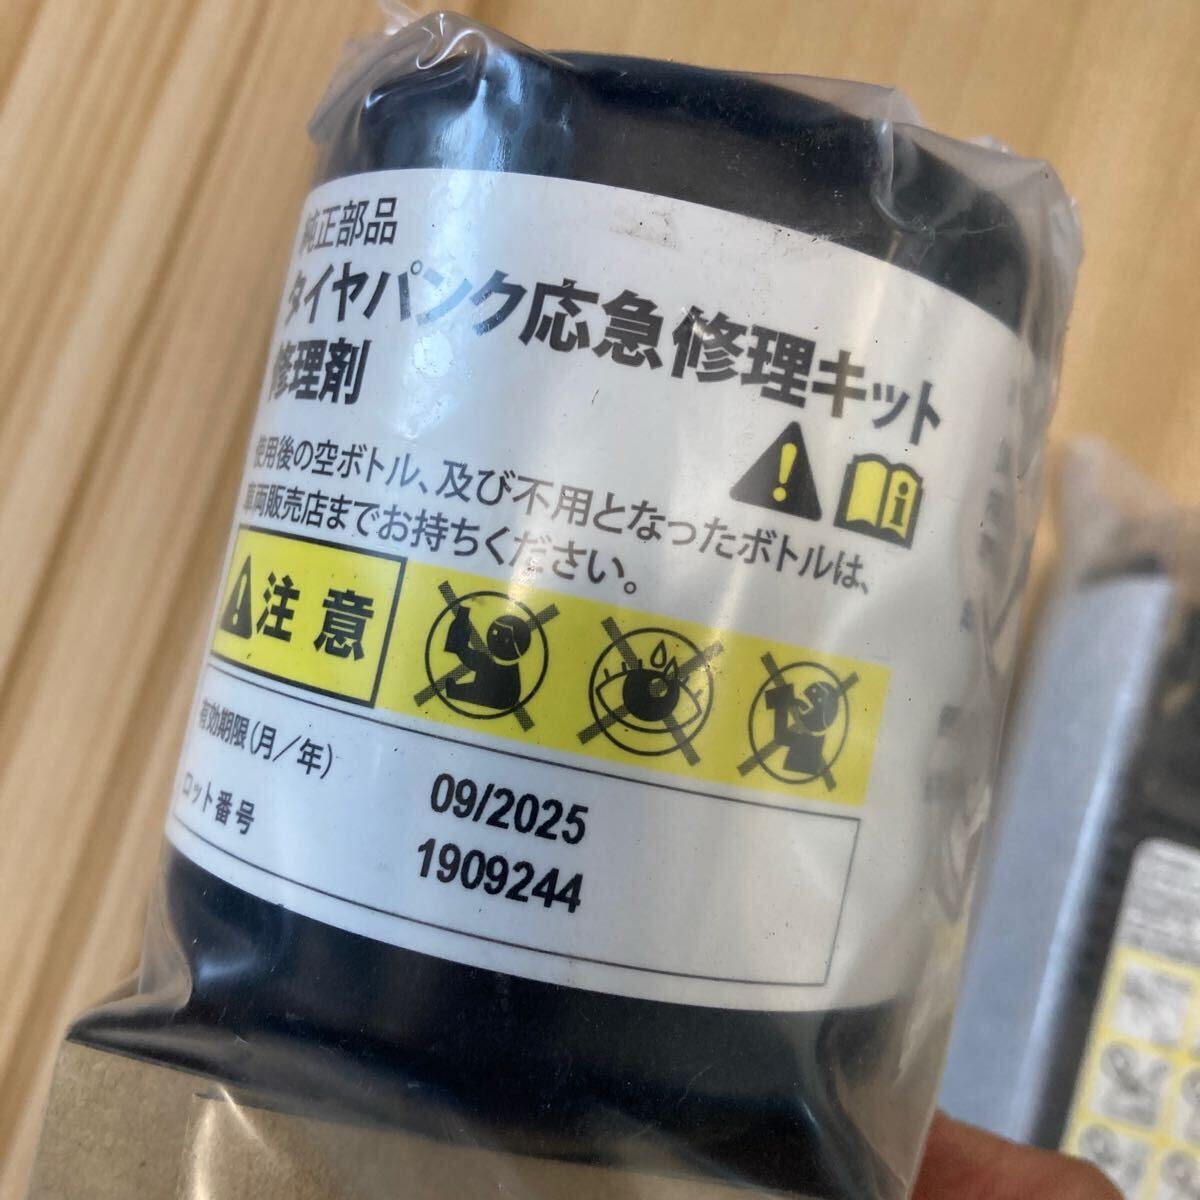 純正部品
タイヤパンク応急修理キット
修理剤
使用後の空ボトル、及び不用となったボトルは、
車両販売店までお持ちください。
注意
有効期限(月／年)
09/2025
ロット番号
1909244